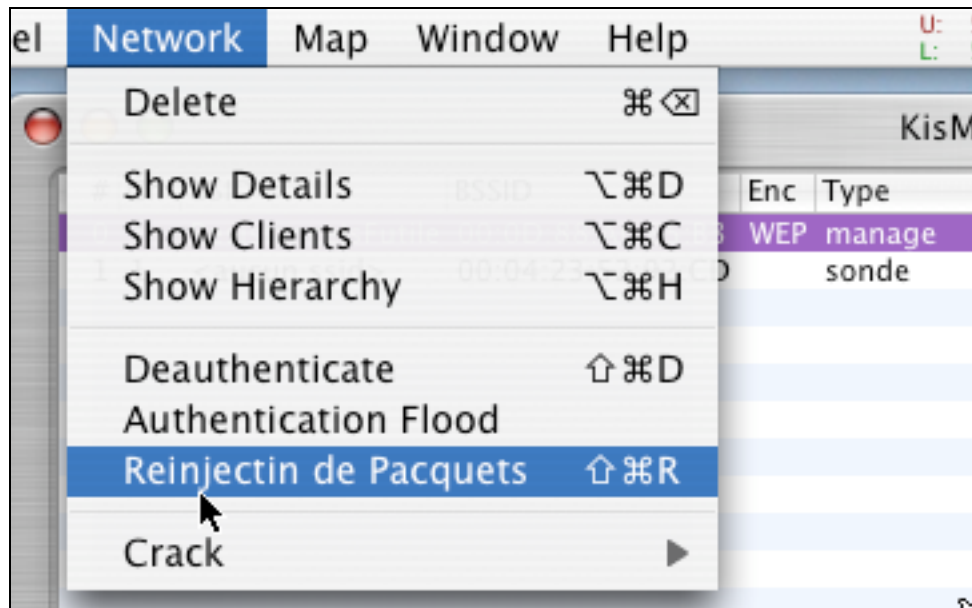 el Network Map Window Help U:
L:
Delete ⌘⌫
KisM
Show Details ⌥⌘D Enc Type
Show Clients ⌥⌘C WEP manage
Show Hierarchy ⌥⌘H sonde
Deauthenticate ⇧⌘D
Authentication Flood
Reinjectin de Pacquets ⇧⌘R
Crack ▶